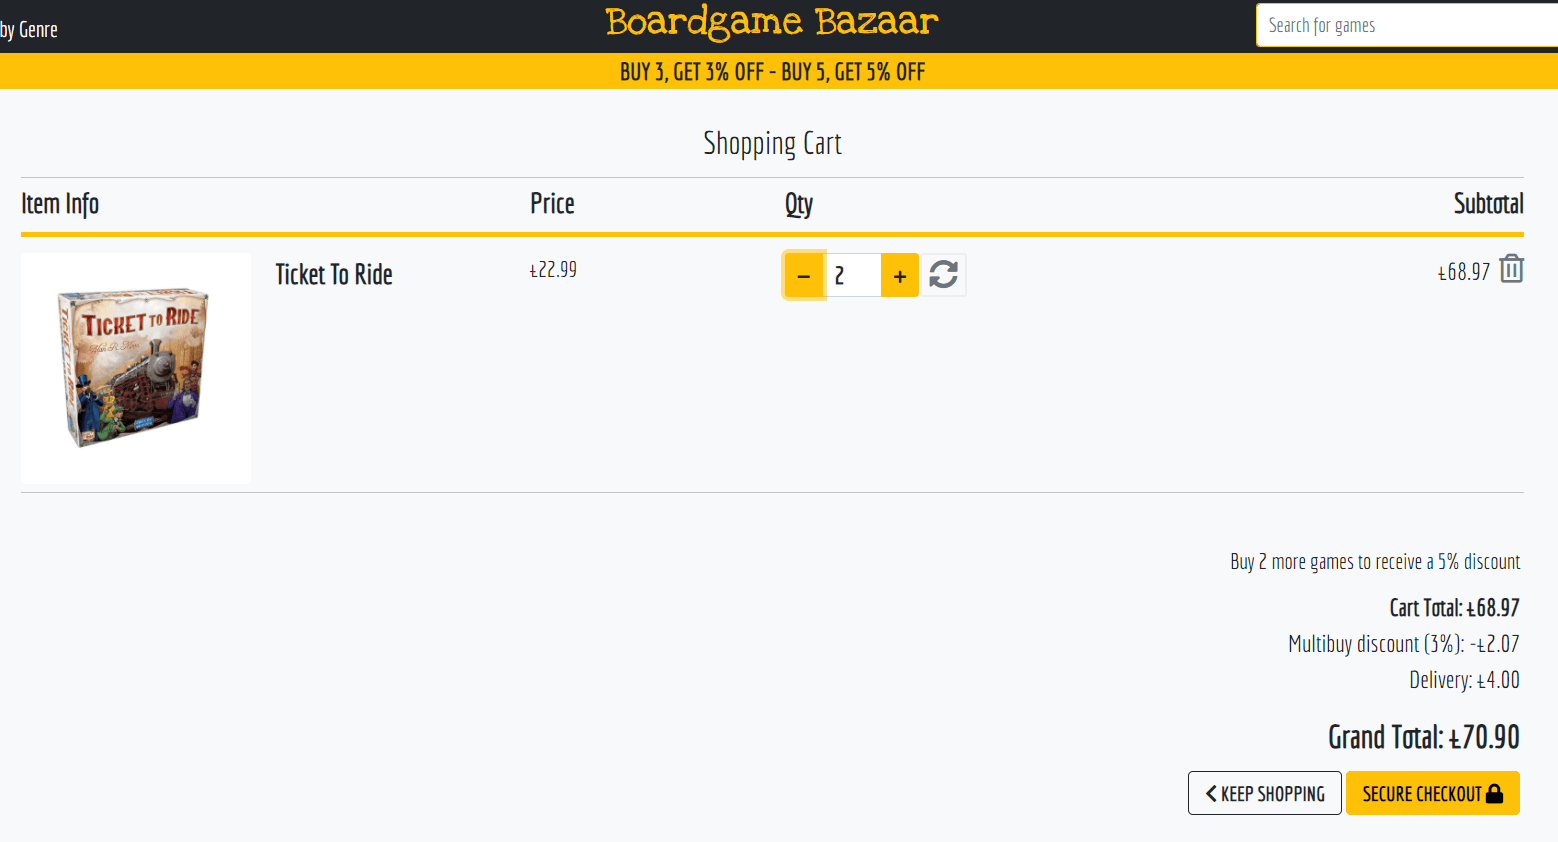 by Genre
Boardgame Bazaar
Search for games
BUY 3, GET 3% OFF - BUY 5, GET 5% OFF
Shopping Cart
Item Info Price Qty Subtotal
Ticket To Ride £22.99 - 2 + £68.97
TICKET TO RIDE
Buy 2 more games to receive a 5% discount
Cart Total: £68.97
Multibuy discount (3%): -£2.07
Delivery: £4.00
Grand Total: £70.90
KEEP SHOPPING SECURE CHECKOUT